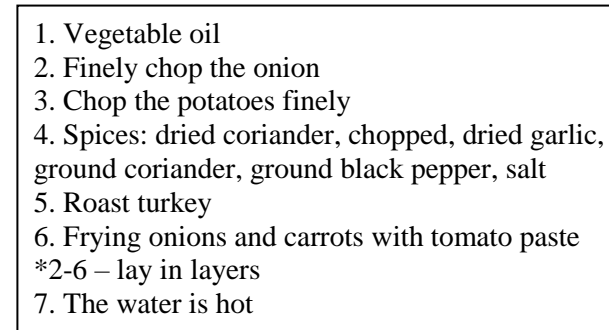 1. Vegetable oil
2. Finely chop the onion
3. Chop the potatoes finely
4. Spices: dried coriander, chopped, dried garlic,
ground coriander, ground black pepper, salt
5. Roast turkey
6. Frying onions and carrots with tomato paste
*2-6 – lay in layers
7. The water is hot